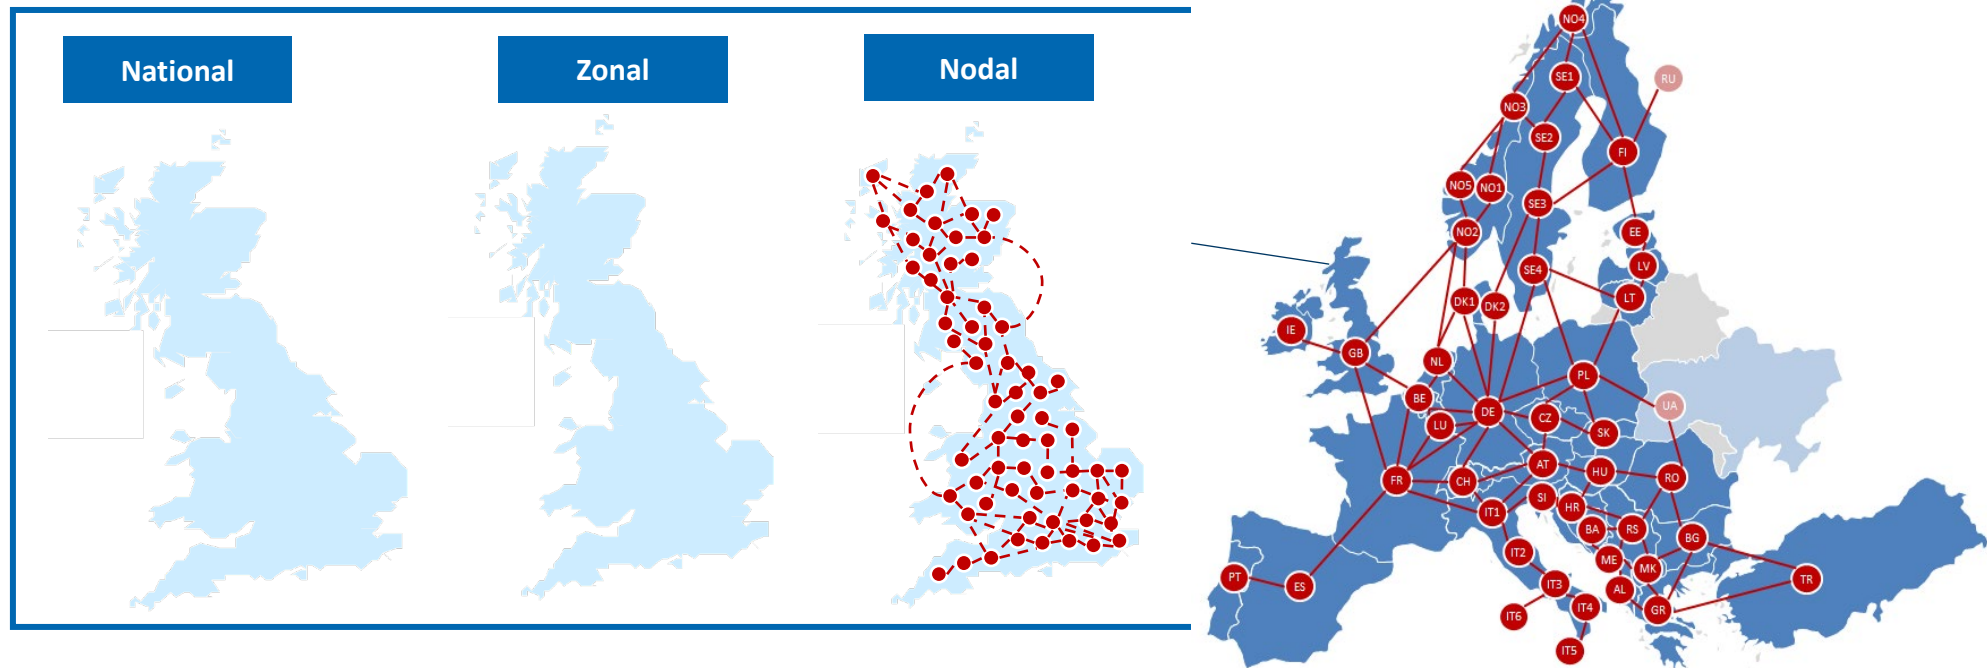 National
Zonal
Nodal
NO4
SE1
RU
NO3
SE2
FI
NO5
NO1
SE3
NO2
EE
LV
SE4
LT
DK1
DK2
IE
GB
NL
PL
BE
DE
UA
CZ
LU
SK
AT
HU
RO
FR
CH
SI
HR
IT1
BA
RS
BG
IT2
ME
MK
PT
ES
IT3
AL
TR
IT4
GR
IT6
IT5